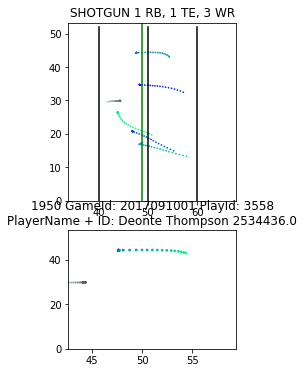 SHOTGUN 1 RB, 1 TE, 3 WR
50
40
30
20
10
0
40 50 60
1950 GameId: 2017091001 PlayId: 3558
PlayerName + ID: Deonte Thompson 2534436.0
40
20
0
45 50 55